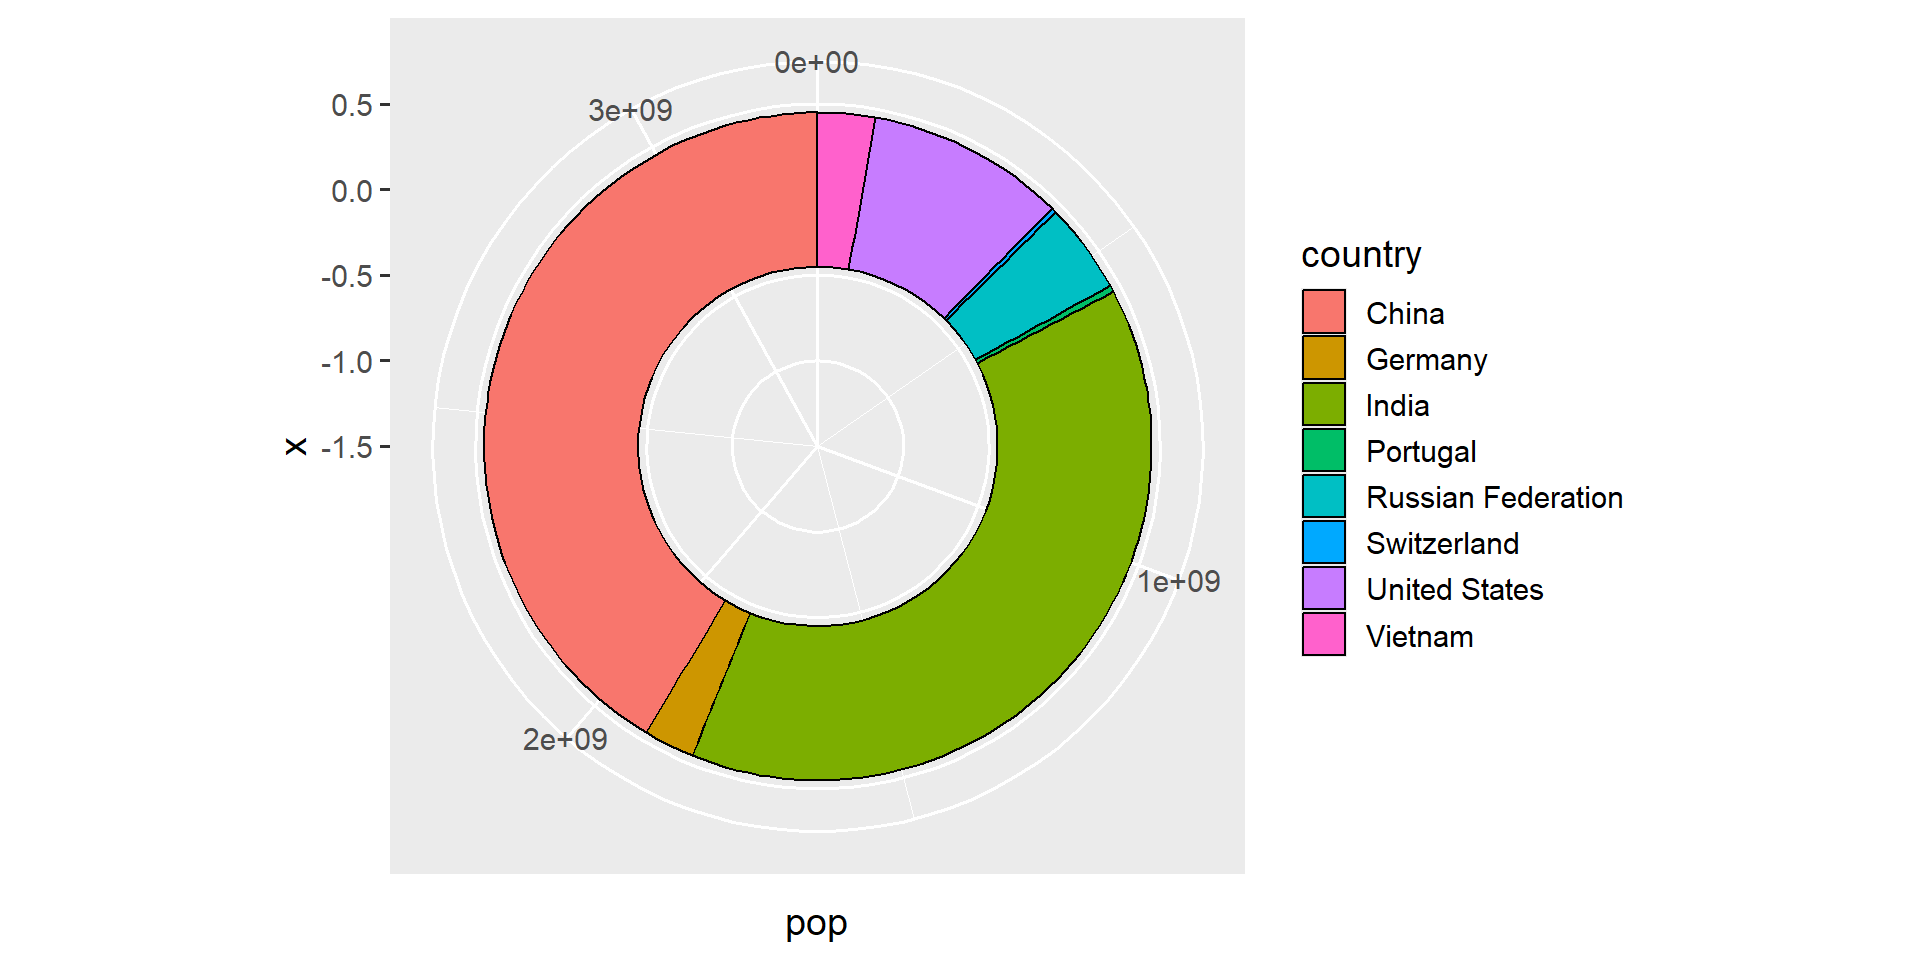 0e+00
3e+09
1e+09
2e+09
0.5
0.0
-0.5
-1.0
-1.5
x
pop
country
China
Germany
India
Portugal
Russian Federation
Switzerland
United States
Vietnam